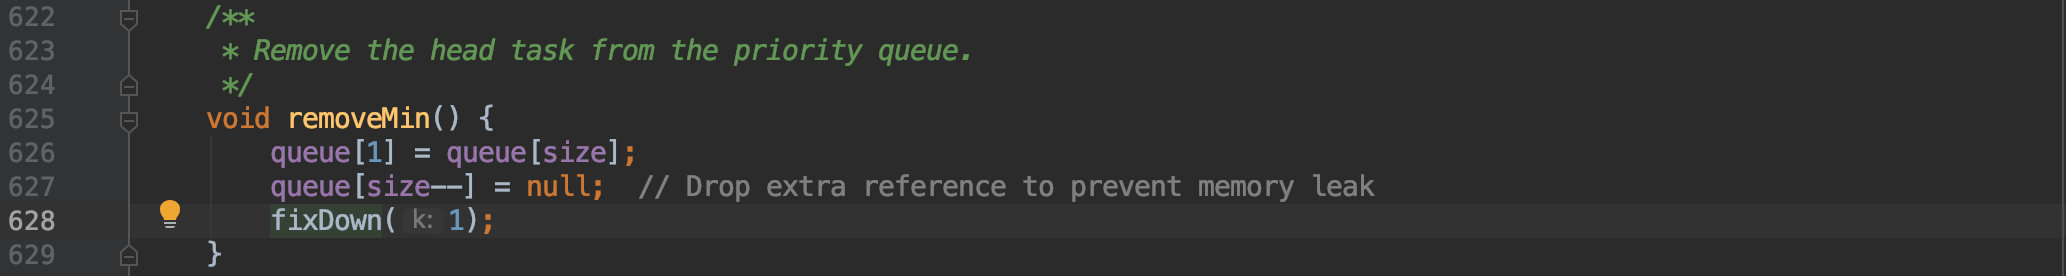 622 /**
623 * Remove the head task from the priority queue.
624 */
625 void removeMin() {
626 queue[1] = queue[size];
627 queue[size--] = null;  // Drop extra reference to prevent memory leak
628 fixDown( k: 1);
629 }